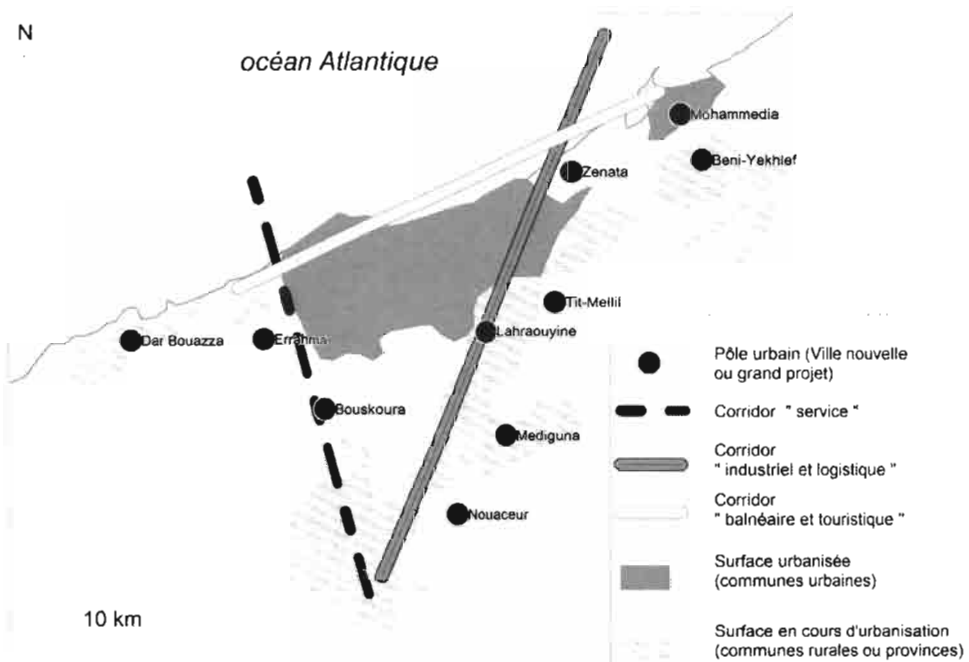 N
océan Atlantique
Mohammedia
Beni-Yekhlef
Zenata
Tit-Mellil
Lahraouyine
Dar Bouazza
Errahma
Bouskoura
Mediguna
Nouaceur
10 km
Pôle urbain (Ville nouvelle
ou grand projet)
Corridor " service "
Corridor
" industriel et logistique "
Corridor
" balnéaire et touristique "
Surface urbanisée
(communes urbaines)
Surface en cours d'urbanisation
(communes rurales ou provinces)